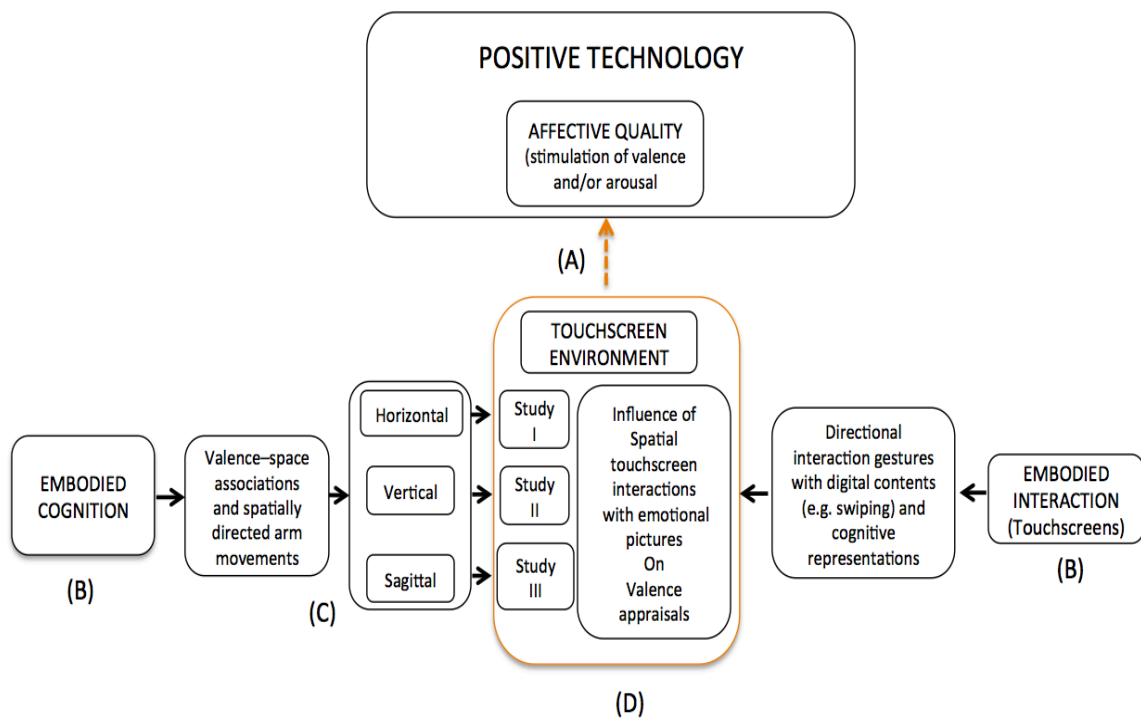 POSITIVE TECHNOLOGY
AFFECTIVE QUALITY
(stimulation of valence
and/or arousal
(A)
TOUCHSCREEN
ENVIRONMENT
EMBODIED
COGNITION
(B)
Valence–space
associations
and spatially
directed arm
movements
(C)
Horizontal
Vertical
Sagittal
Study
I
Study
II
Study
III
Influence of
Spatial
touchscreen
interactions
with emotional
pictures
On
Valence
appraisals
(D)
Directional
interaction gestures
with digital contents
(e.g. swiping) and
cognitive
representations
EMBODIED
INTERACTION
(Touchscreens)
(B)